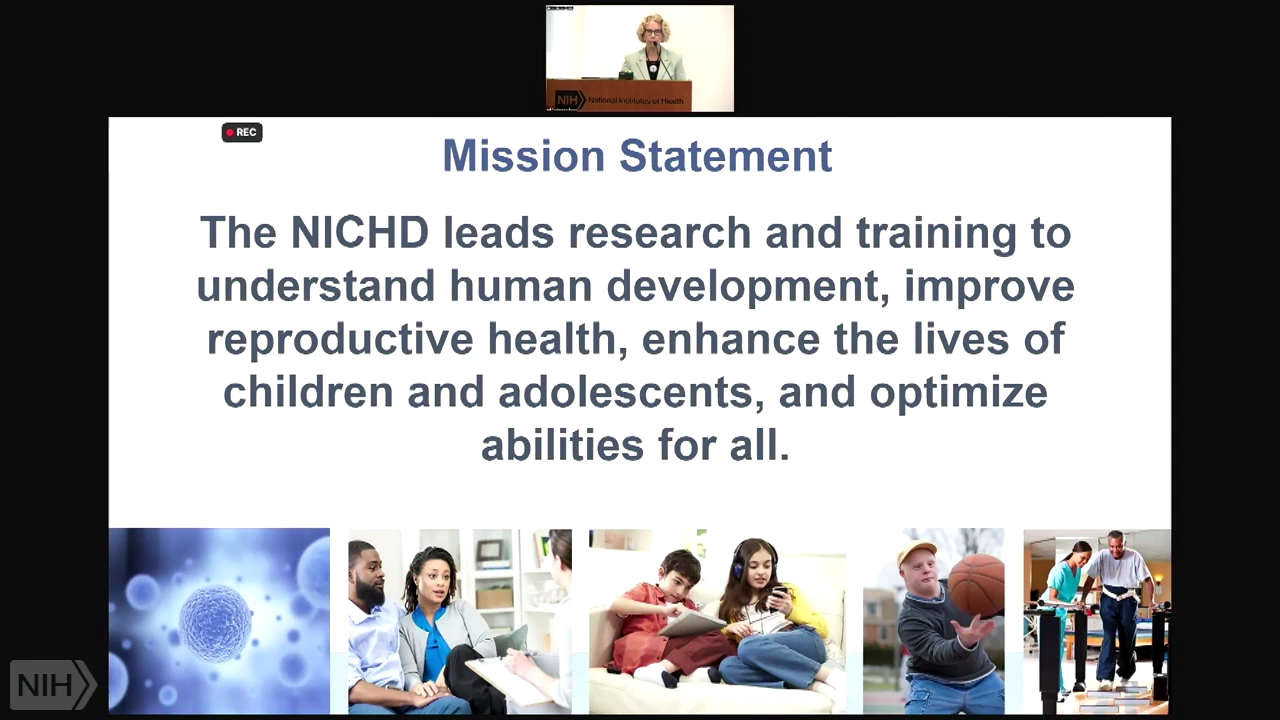 NIH
National Institutes of Health
REC
Mission Statement
The NICHD leads research and training to
understand human development, improve
reproductive health, enhance the lives of
children and adolescents, and optimize
abilities for all.
NIH